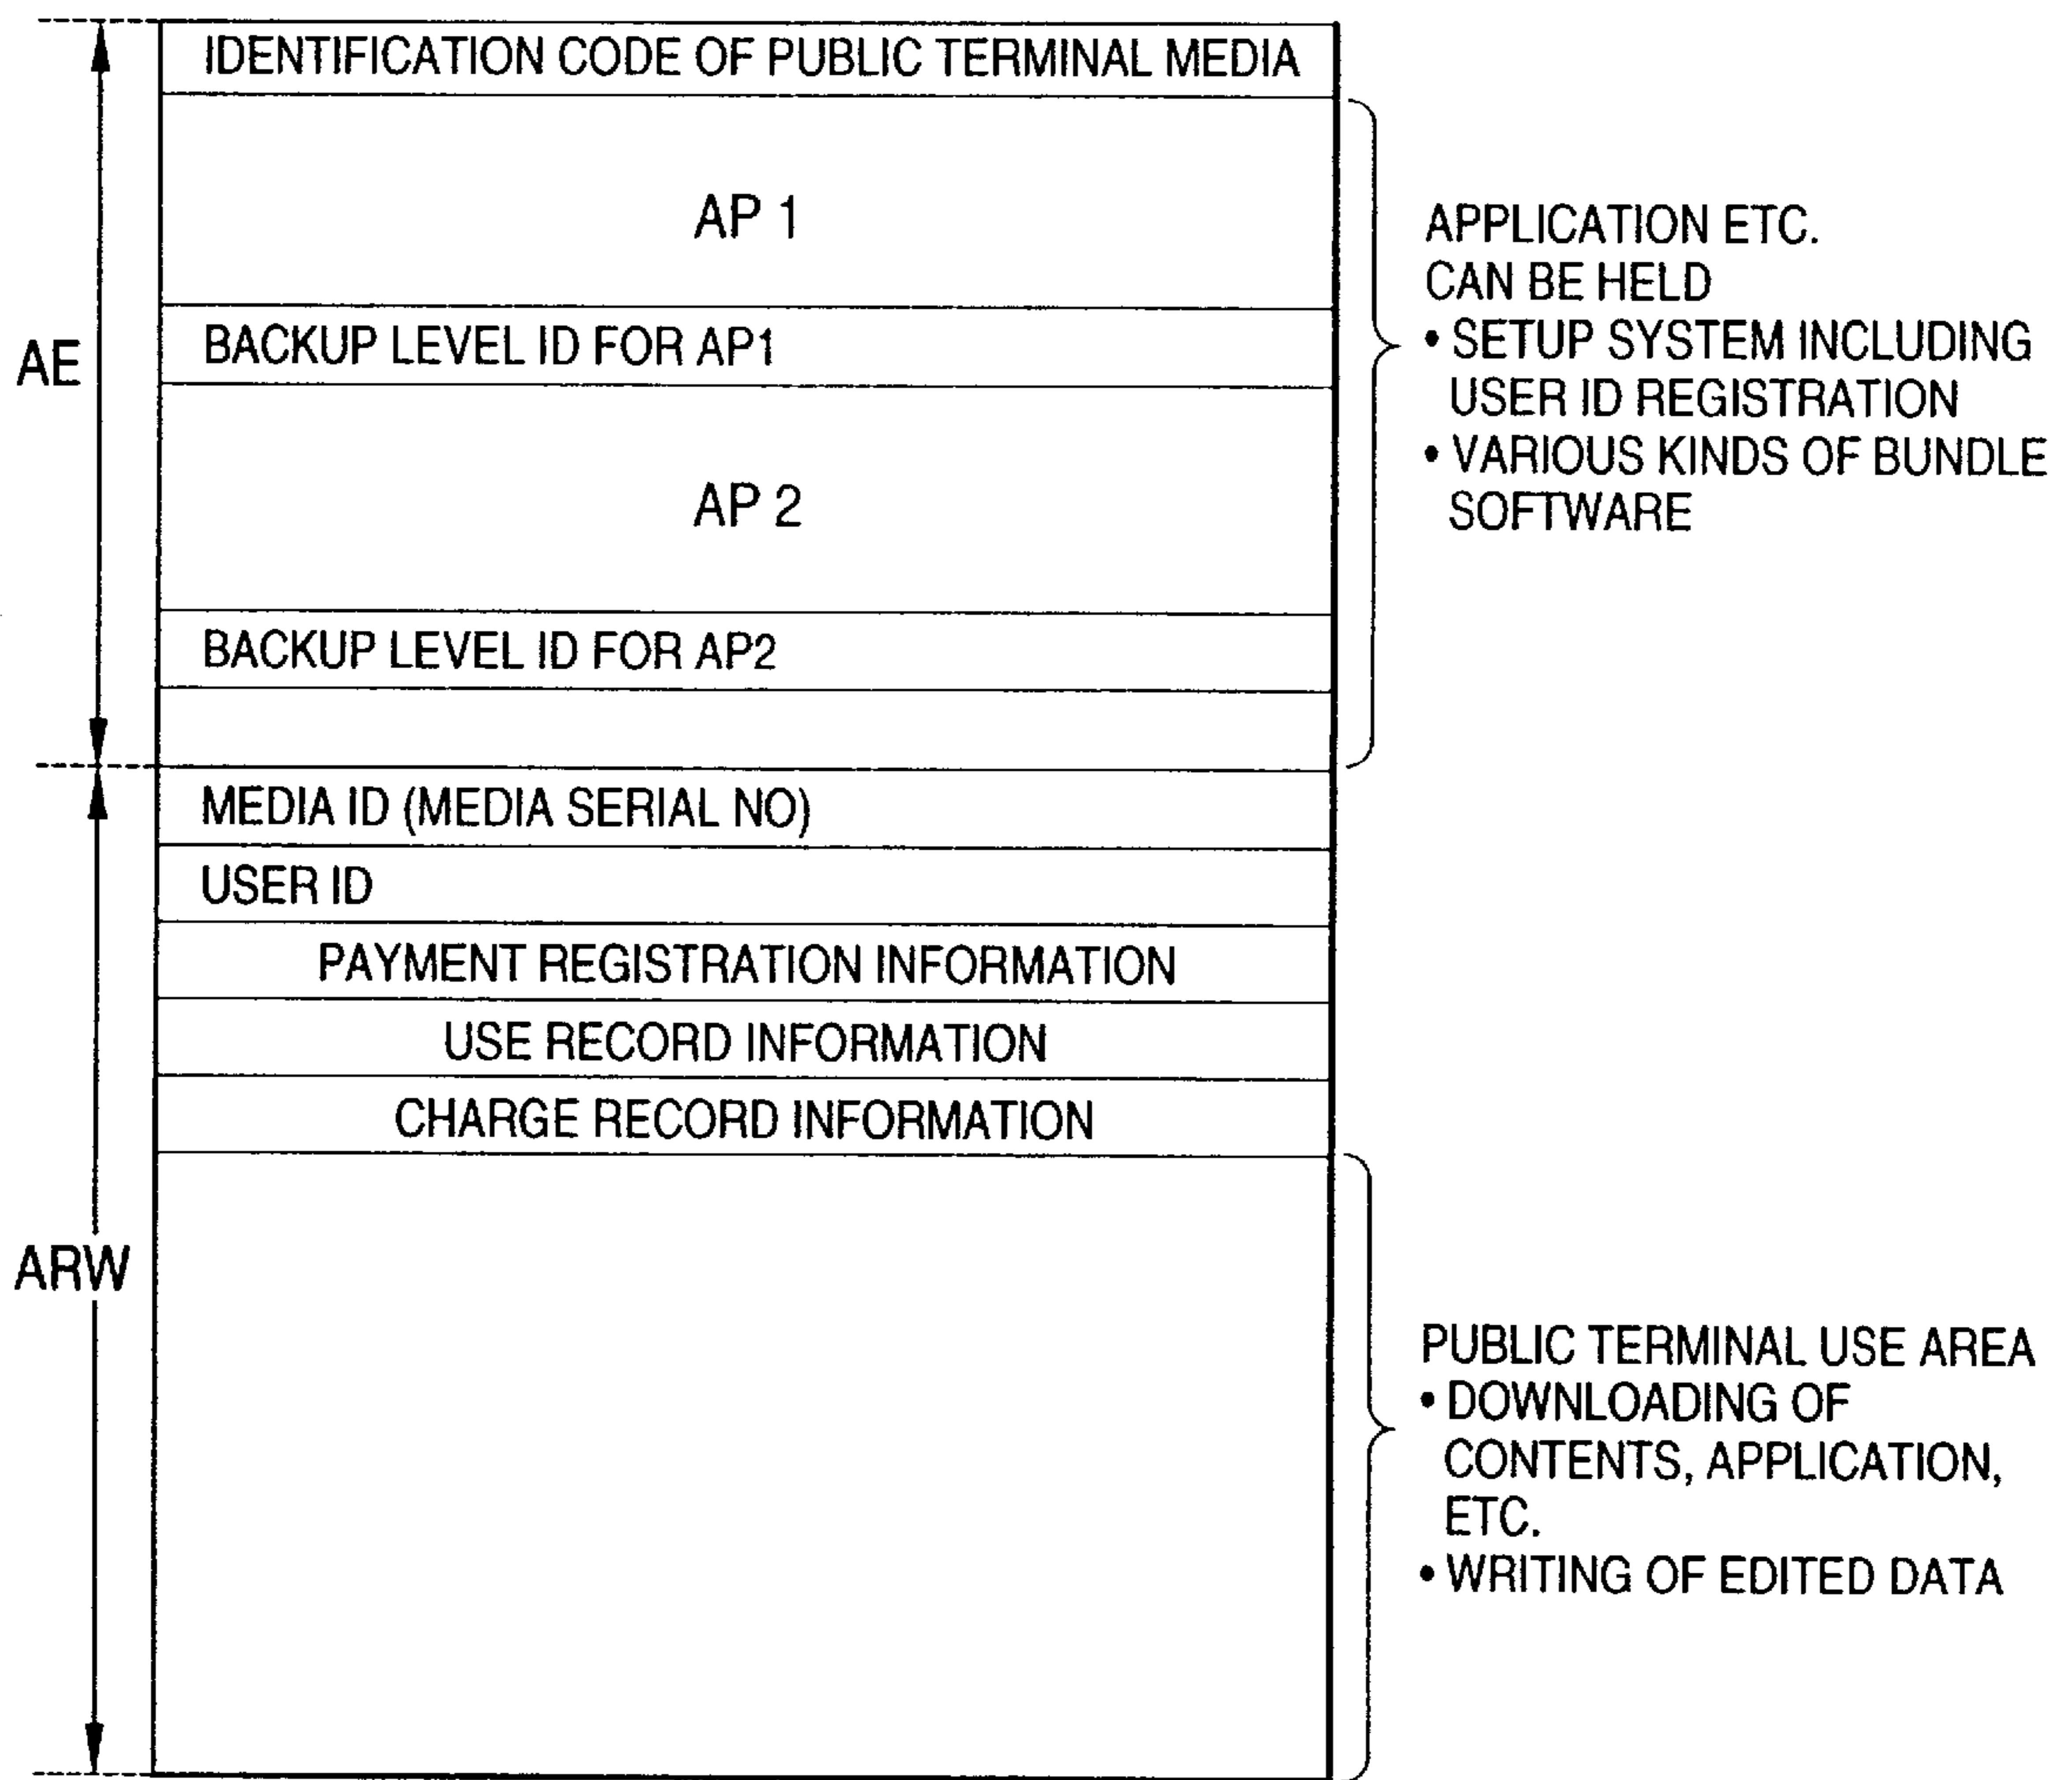 IDENTIFICATION CODE OF PUBLIC TERMINAL MEDIA
AP 1
BACKUP LEVEL ID FOR AP1
AP 2
BACKUP LEVEL ID FOR AP2
AE
APPLICATION ETC.
CAN BE HELD
• SETUP SYSTEM INCLUDING
USER ID REGISTRATION
• VARIOUS KINDS OF BUNDLE
SOFTWARE
MEDIA ID (MEDIA SERIAL NO)
USER ID
PAYMENT REGISTRATION INFORMATION
USE RECORD INFORMATION
CHARGE RECORD INFORMATION
ARW
PUBLIC TERMINAL USE AREA
• DOWNLOADING OF
CONTENTS, APPLICATION,
ETC.
• WRITING OF EDITED DATA